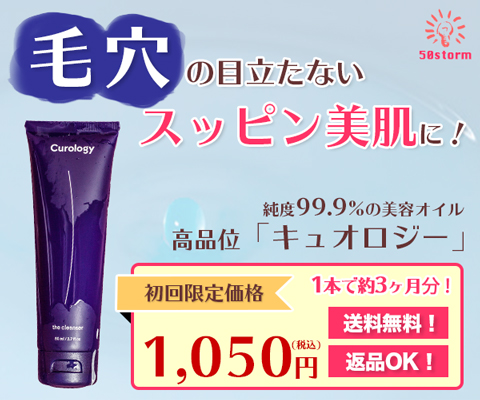 毛穴の目立たない
50storm
スッピン美肌に！
Curology
純度99.9%の美容オイル
高品位「キュオロジー」
初回限定価格
1本で約3ヶ月分！
1,050円(税込)
送料無料！
返品OK！
the cleanser